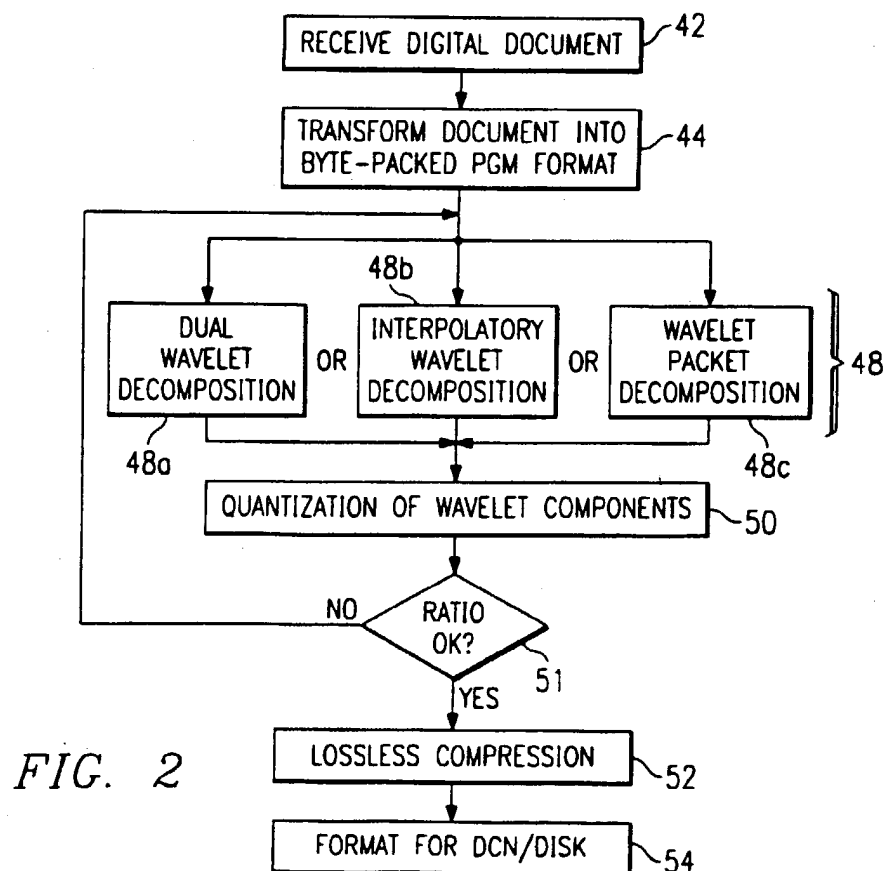 RECEIVE DIGITAL DOCUMENT
42
TRANSFORM DOCUMENT INTO
BYTE-PACKED PGM FORMAT
44
48b
DUAL
WAVELET
DECOMPOSITION
OR
INTERPOLATORY
WAVELET
DECOMPOSITION
OR
WAVELET
PACKET
DECOMPOSITION
48
48a
48c
QUANTIZATION OF WAVELET COMPONENTS
50
NO
RATIO
OK?
51
YES
LOSSLESS COMPRESSION
52
FIG. 2
FORMAT FOR DCN/DISK
54